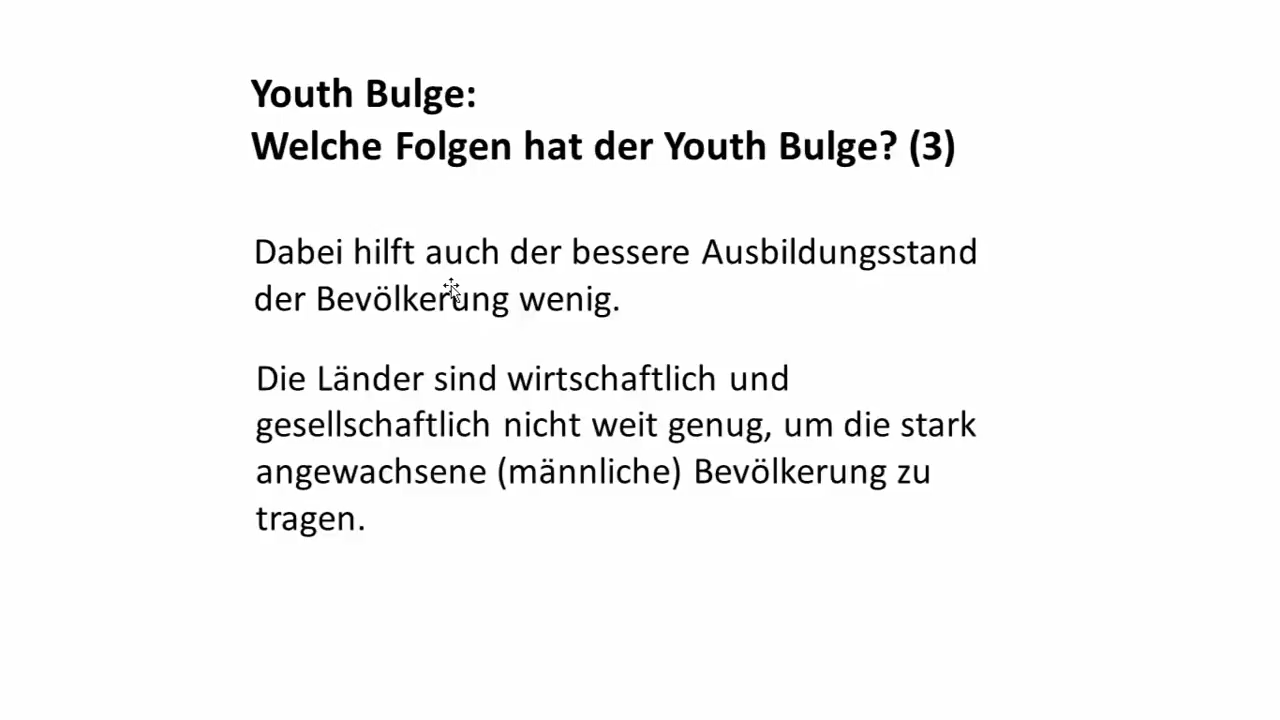 Youth Bulge:
Welche Folgen hat der Youth Bulge? (3)
Dabei hilft auch der bessere Ausbildungsstand
der Bevölkerung wenig.
Die Länder sind wirtschaftlich und
gesellschaftlich nicht weit genug, um die stark
angewachsene (männliche) Bevölkerung zu
tragen.